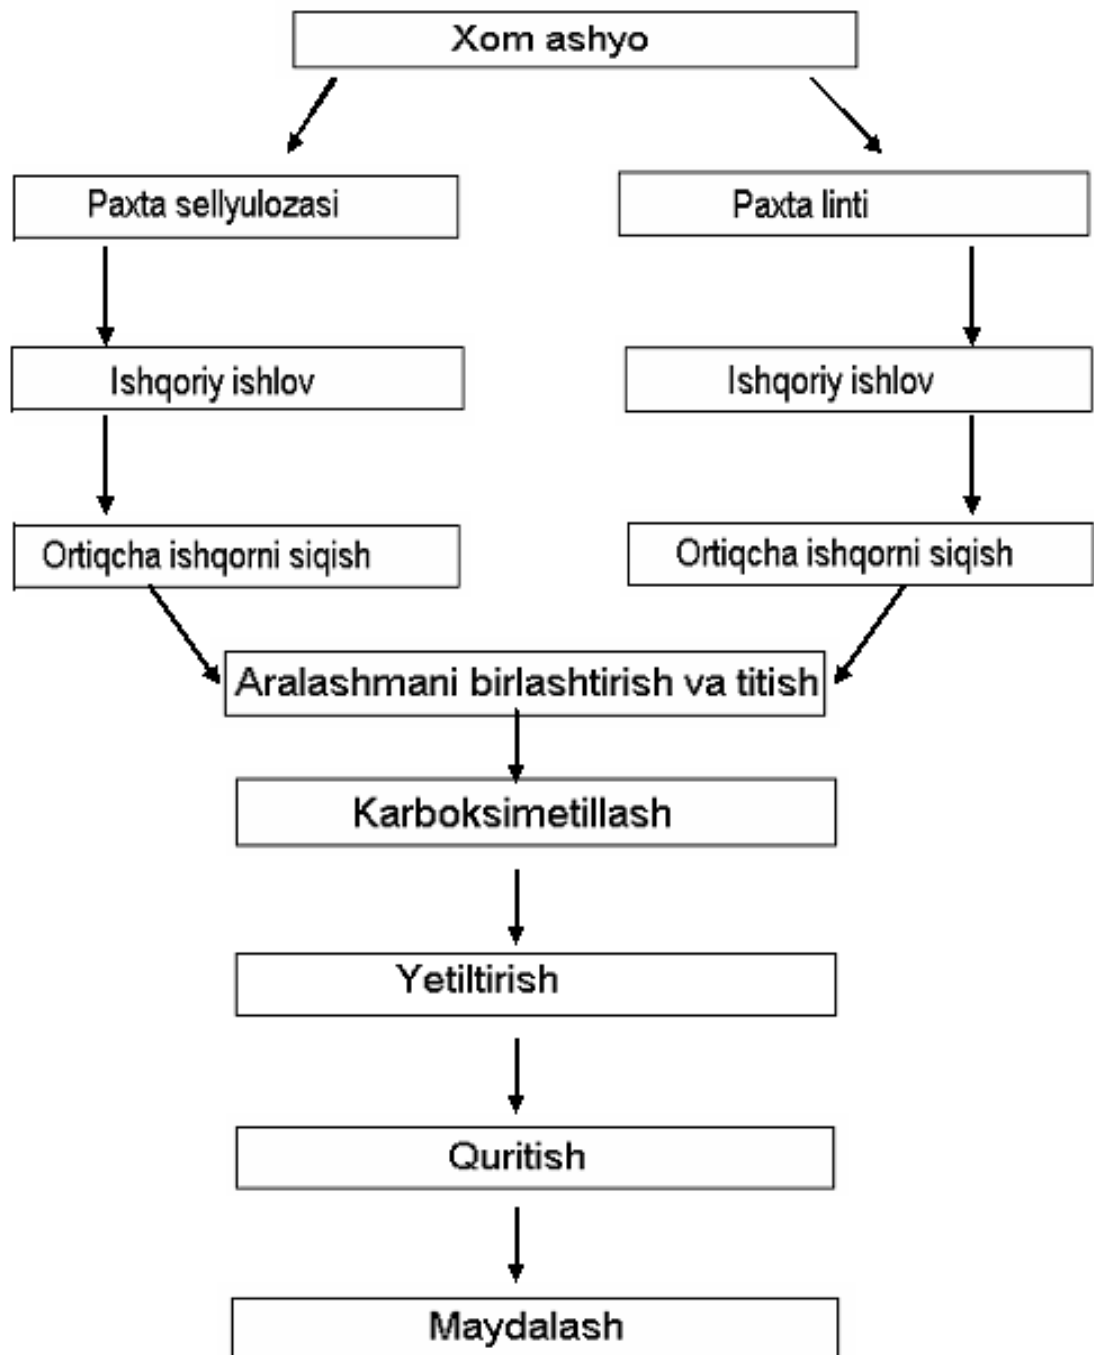 Xom ashyo
Paxta sellyulozasi
Paxta linti
Ishqoriy ishlov
Ishqoriy ishlov
Ortiqcha ishqorni siqish
Ortiqcha ishqorni siqish
Aralashmani birlashtirish va titish
Karboksimetillash
Yetiltirish
Quritish
Maydalash